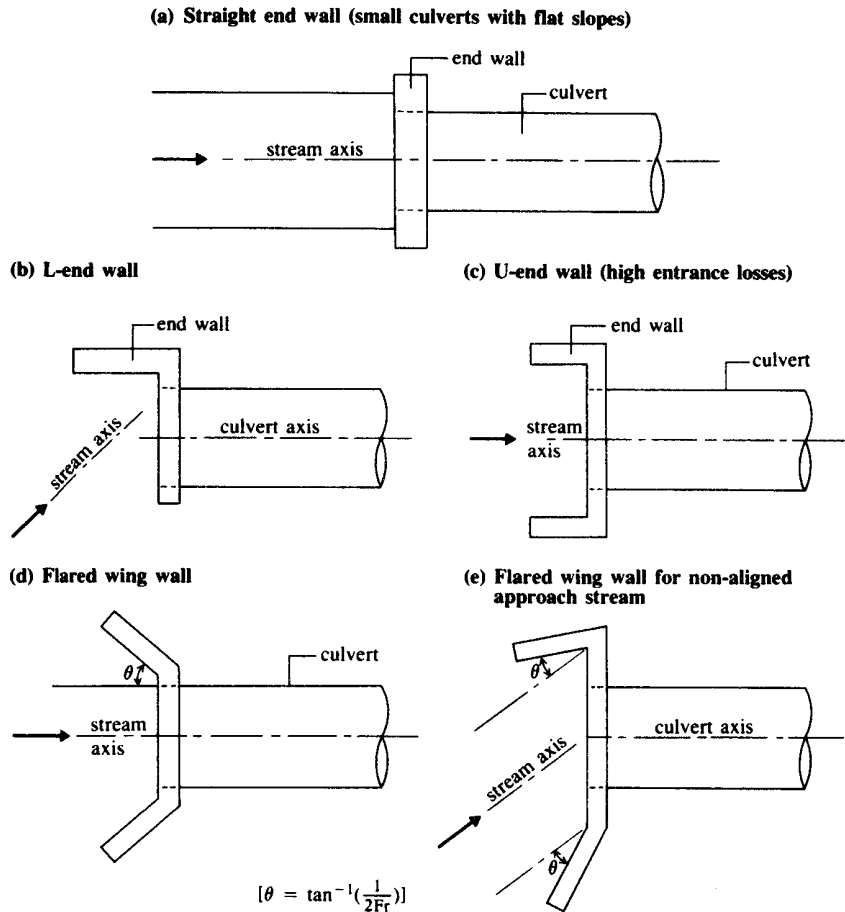 (a) Straight end wall (small culverts with flat slopes)
end wall
culvert
stream axis
(b) L-end wall
end wall
culvert axis
stream axis
(c) U-end wall (high entrance losses)
end wall
culvert
stream
axis
(d) Flared wing wall
culvert
θ
stream
axis
(e) Flared wing wall for non-aligned
approach stream
θ
culvert axis
stream axis
θ
[θ = tan⁻¹(1/2Fr)]